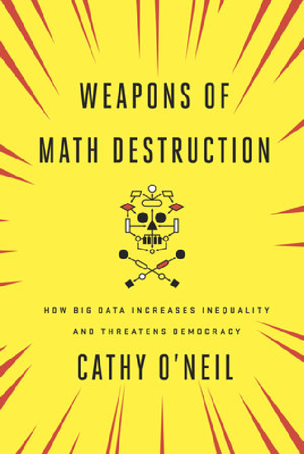 WEAPONS OF
MATH DESTRUCTION
HOW BIG DATA INCREASES INEQUALITY
AND THREATENS DEMOCRACY
CATHY O'NEIL